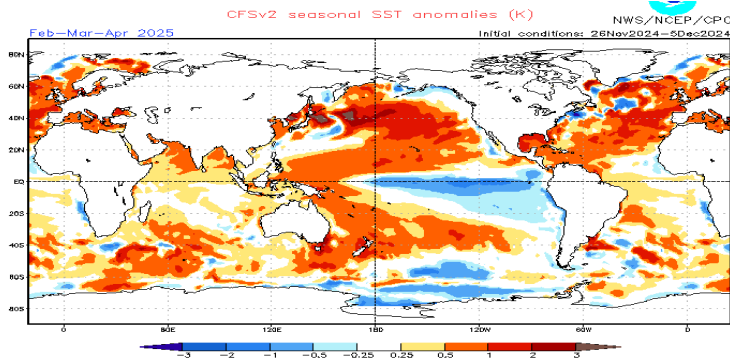 CFSv2 seasonal SST anomalies (K)
NWS/NCEP/CPC
Feb-Mar-Apr 2025
Initial conditions: 26Nov2024-5Dec2024
80N
60N
40N
20N
EQ
20S
40S
60S
80S
0 60E 120E 180 120W 60W 0
-3 -2 -1 -0.5 -0.25 0.25 0.5 1 2 3